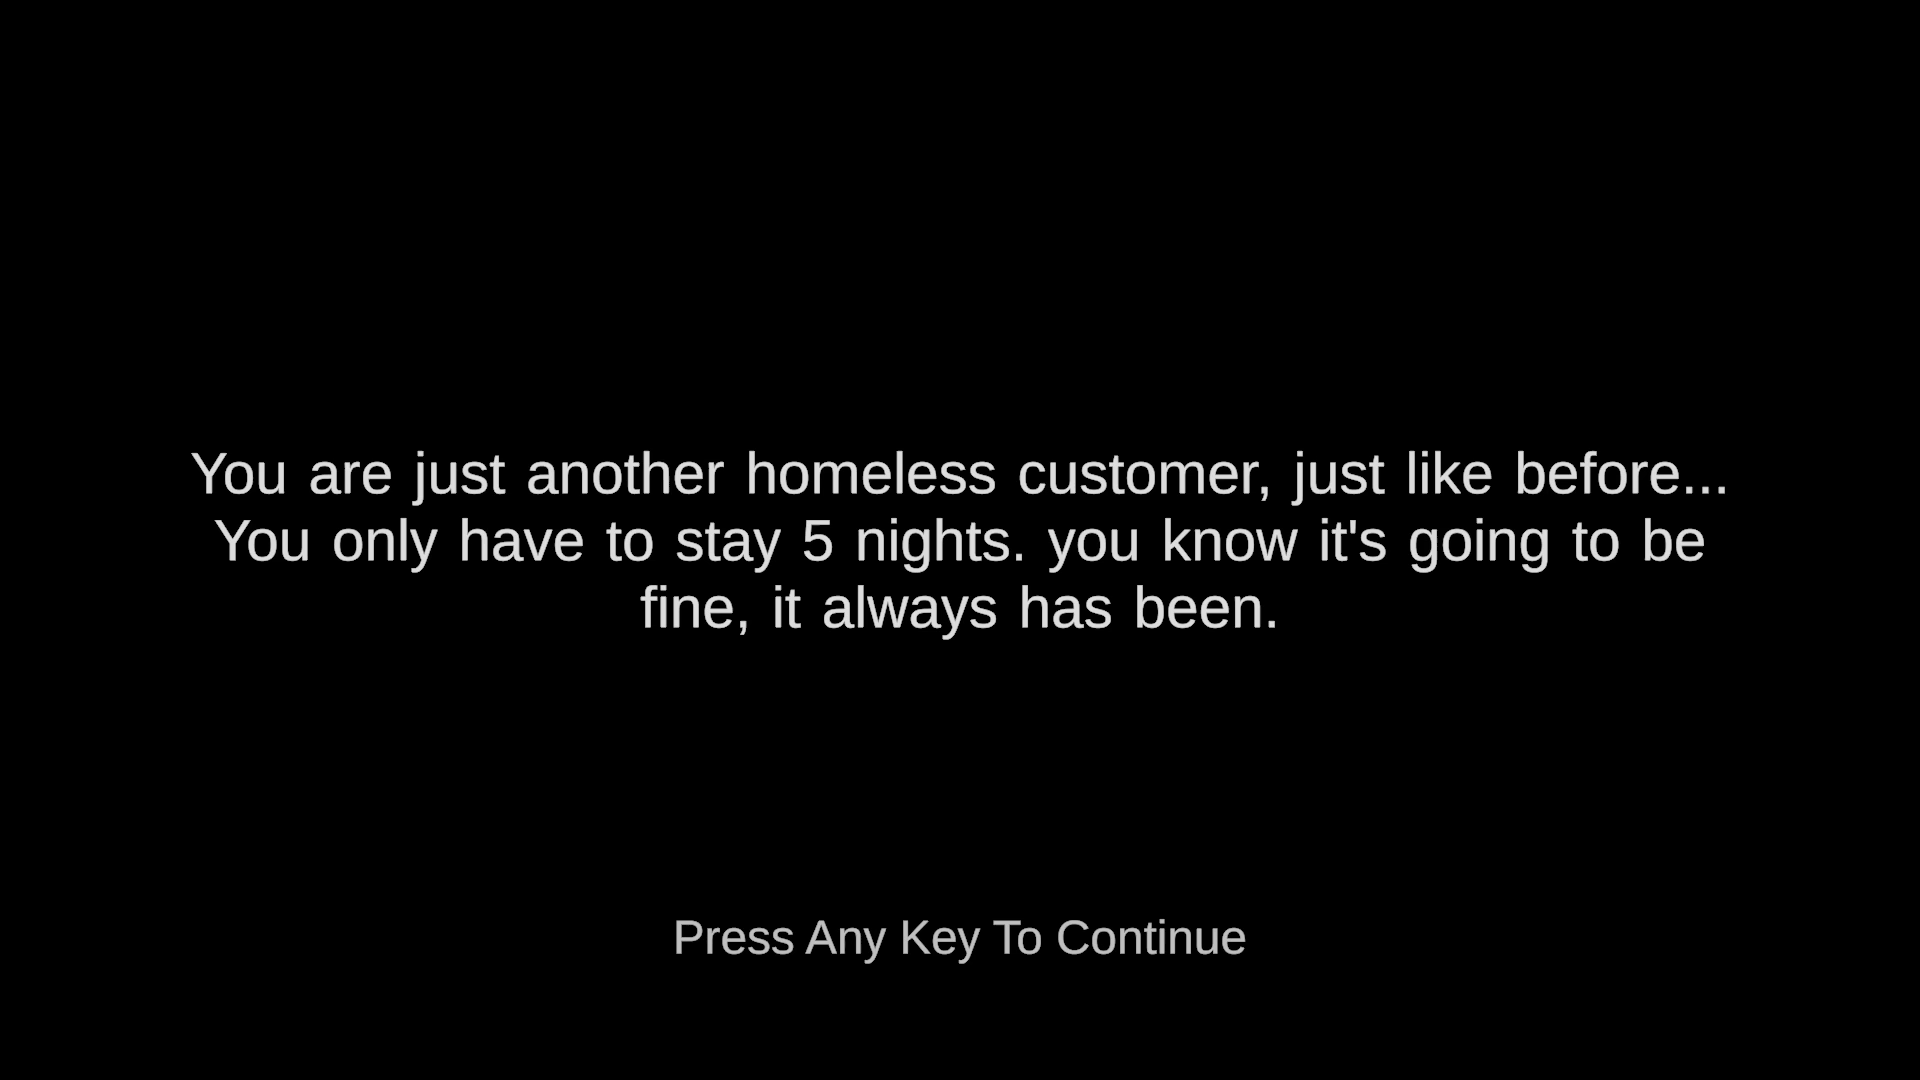 You are just another homeless customer, just like before...
You only have to stay 5 nights. you know it's going to be
fine, it always has been.
Press Any Key To Continue